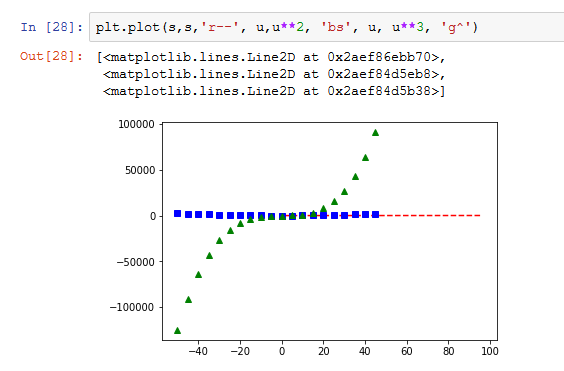 In [28]: plt.plot(s,s,'r--', u,u**2, 'bs', u, u**3, 'g^')
Out[28]: [<matplotlib.lines.Line2D at 0x2aef86ebb70>,
<matplotlib.lines.Line2D at 0x2aef84d5eb8>,
<matplotlib.lines.Line2D at 0x2aef84d5b38>]
100000
50000
0
−50000
−100000
−40 −20 0 20 40 60 80 100